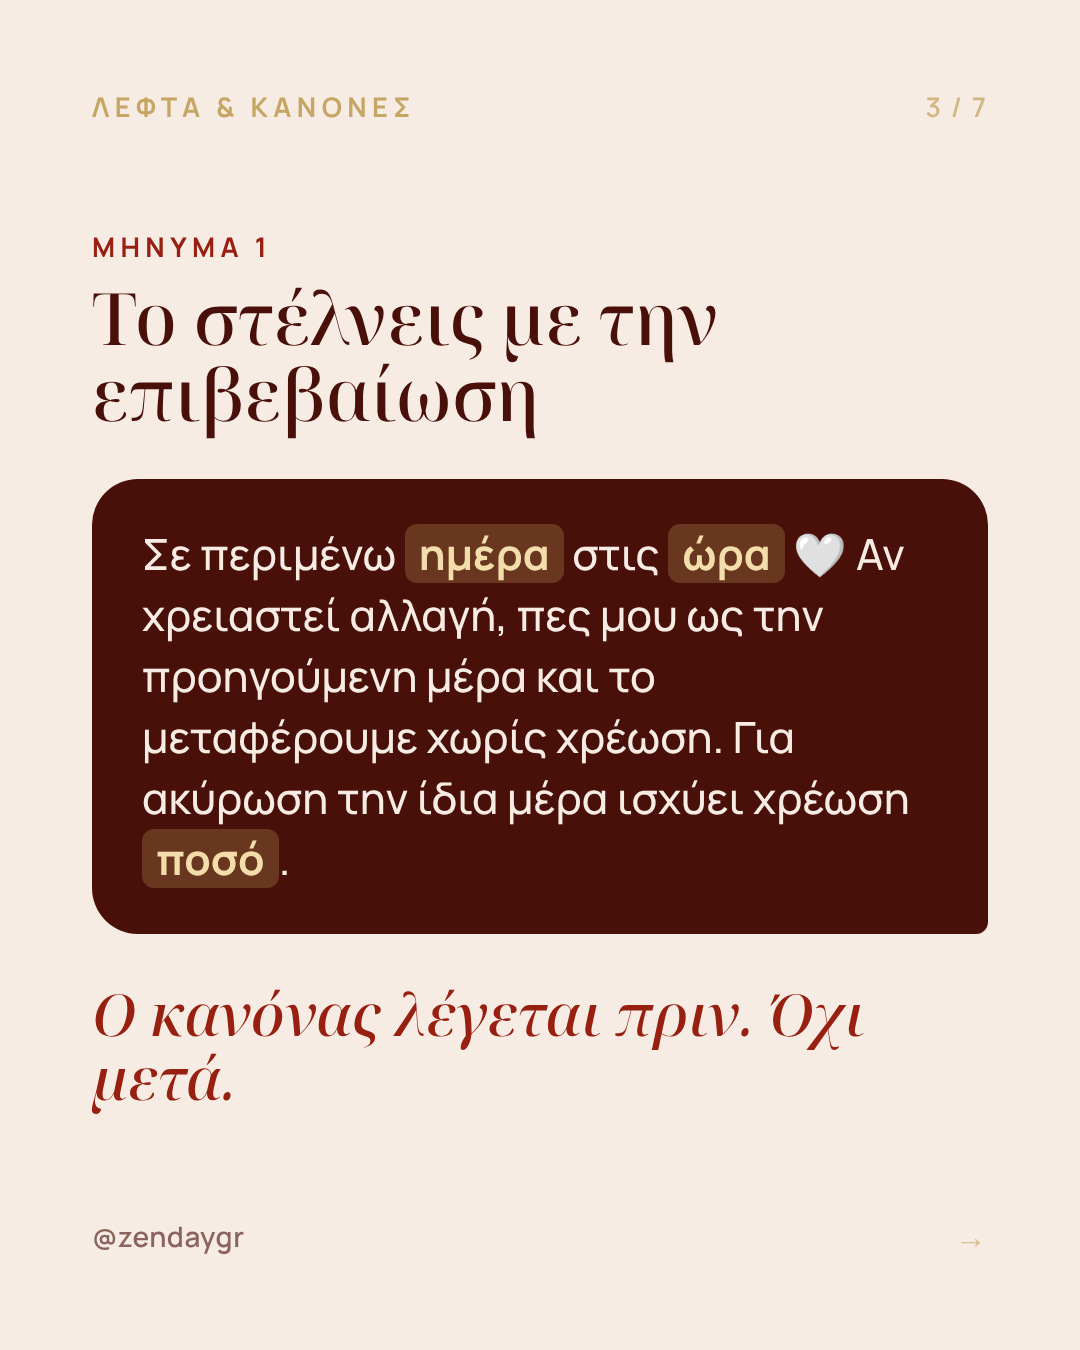 ΛΕΦΤΑ & ΚΑΝΟΝΕΣ
3 / 7
ΜΗΝΥΜΑ 1
Το στέλνεις με την
επιβεβαίωση
Σε περιμένω ημέρα στις ώρα 🤍 Αν
χρειαστεί αλλαγή, πες μου ως την
προηγούμενη μέρα και το
μεταφέρουμε χωρίς χρέωση. Για
ακύρωση την ίδια μέρα ισχύει χρέωση
ποσό.
Ο κανόνας λέγεται πριν. Όχι
μετά.
@zendaygr
→